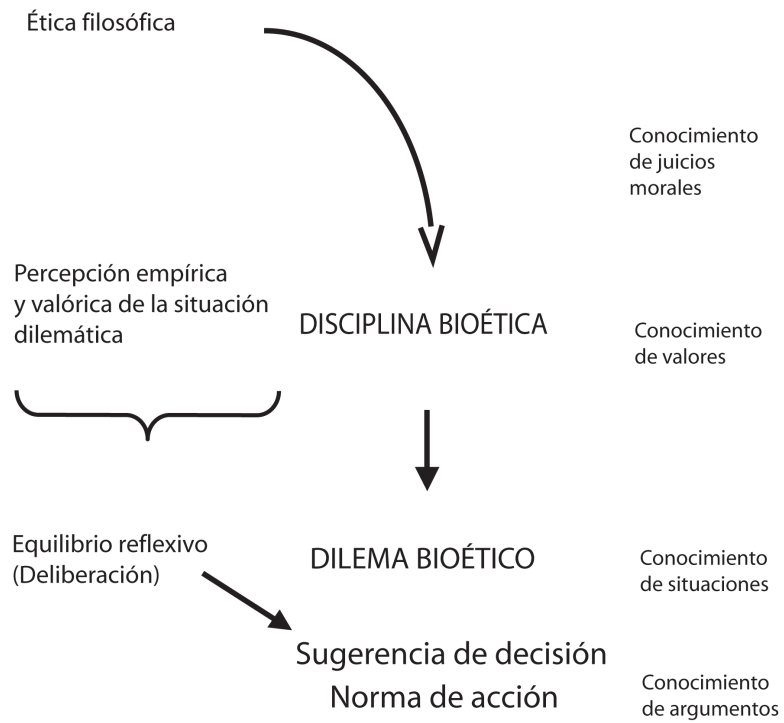 Ética filosófica
Conocimiento
de juicios
morales
Percepción empírica
y valórica de la situación
dilemática
DISCIPLINA BIOÉTICA
Conocimiento
de valores
Equilibrio reflexivo
(Deliberación)
DILEMA BIOÉTICO
Conocimiento
de situaciones
Sugerencia de decisión
Norma de acción
Conocimiento
de argumentos